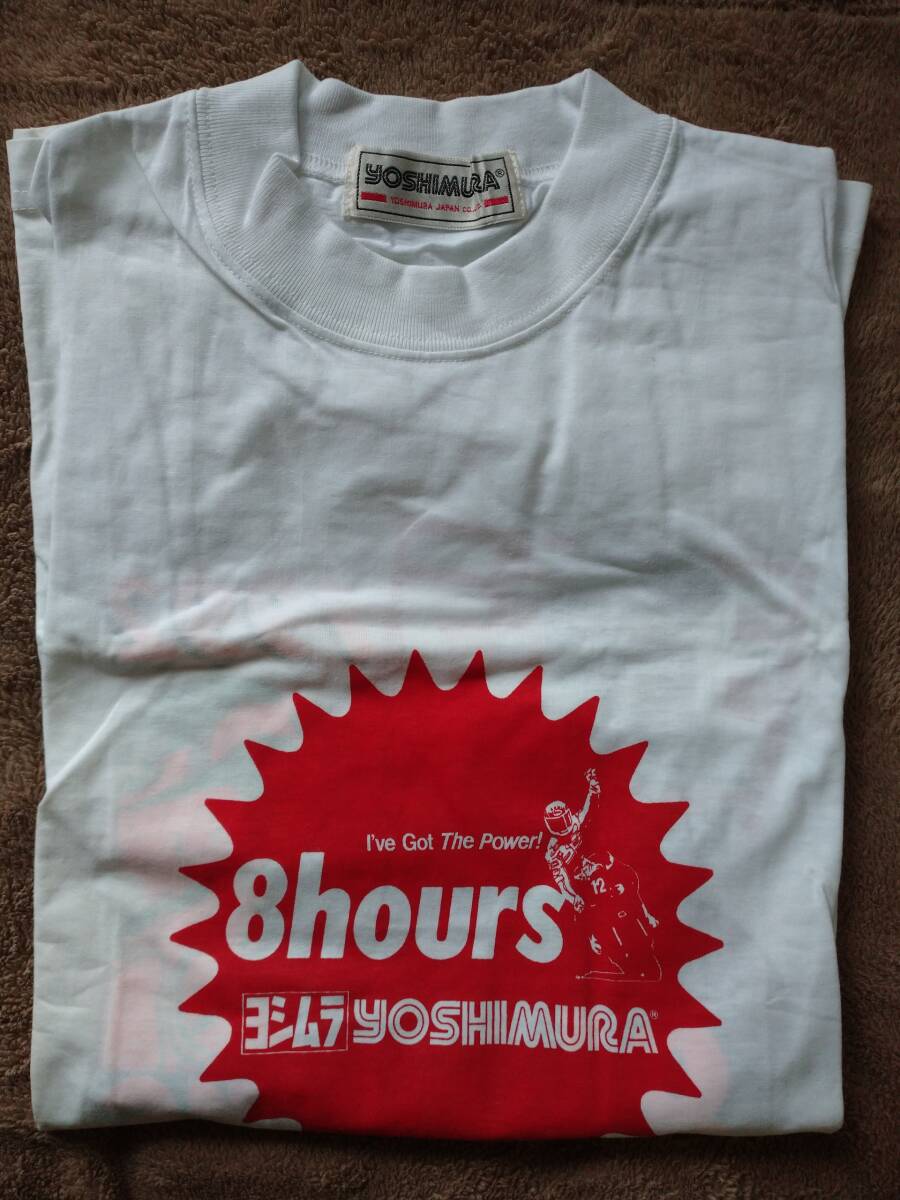 YOSHIMURA®
YOSHIMURA JAPAN CO.
I've Got The Power!
8hours
12
ヨシムラ YOSHIMURA®